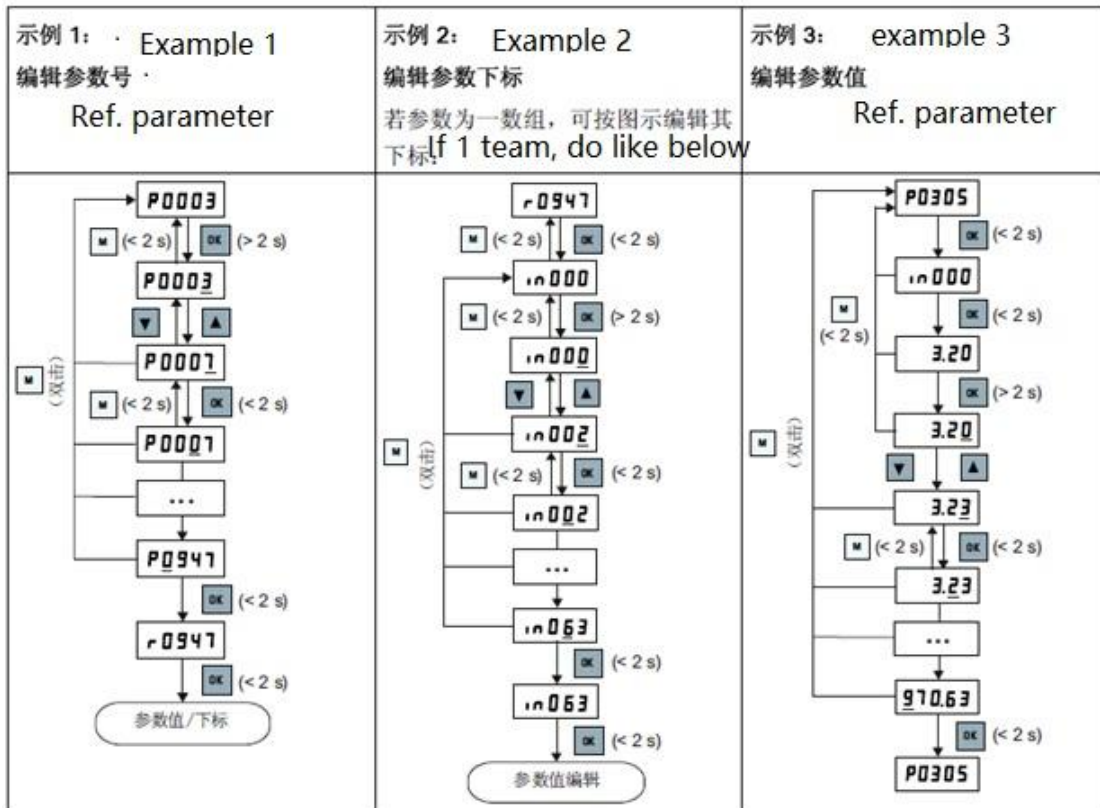 示例 1： Example 1
编辑参数号
Ref. parameter
示例 2： Example 2
编辑参数下标
若参数为一数组，可按图示编辑其
下标： If 1 team, do like below
示例 3： example 3
编辑参数值
Ref. parameter
P0003
M (< 2 s) OK (> 2 s)
P0003
▼ ▲
P0007
M (双击)
M (< 2 s) OK (< 2 s)
P0007
...
P0947
OK (< 2 s)
r0947
OK (< 2 s)
参数值/下标
r0947
M (< 2 s) OK (< 2 s)
in000
M (< 2 s) OK (> 2 s)
in000
▼ ▲
in002
M (双击)
M (< 2 s) OK (< 2 s)
in002
...
in063
OK (< 2 s)
in063
OK (< 2 s)
参数值编辑
P0305
OK (< 2 s)
in000
M (< 2 s)
OK (< 2 s)
3.20
OK (> 2 s)
3.20
M (双击)
▼ ▲
3.23
M (< 2 s) OK (< 2 s)
3.23
...
970.63
OK (< 2 s)
P0305